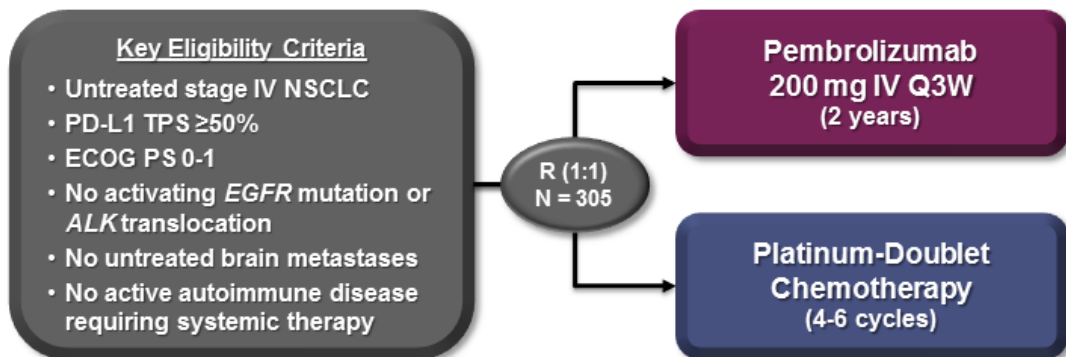 Key Eligibility Criteria
• Untreated stage IV NSCLC
• PD-L1 TPS ≥50%
• ECOG PS 0-1
• No activating EGFR mutation or
ALK translocation
• No untreated brain metastases
• No active autoimmune disease
requiring systemic therapy
R (1:1)
N = 305
Pembrolizumab
200 mg IV Q3W
(2 years)
Platinum-Doublet
Chemotherapy
(4-6 cycles)